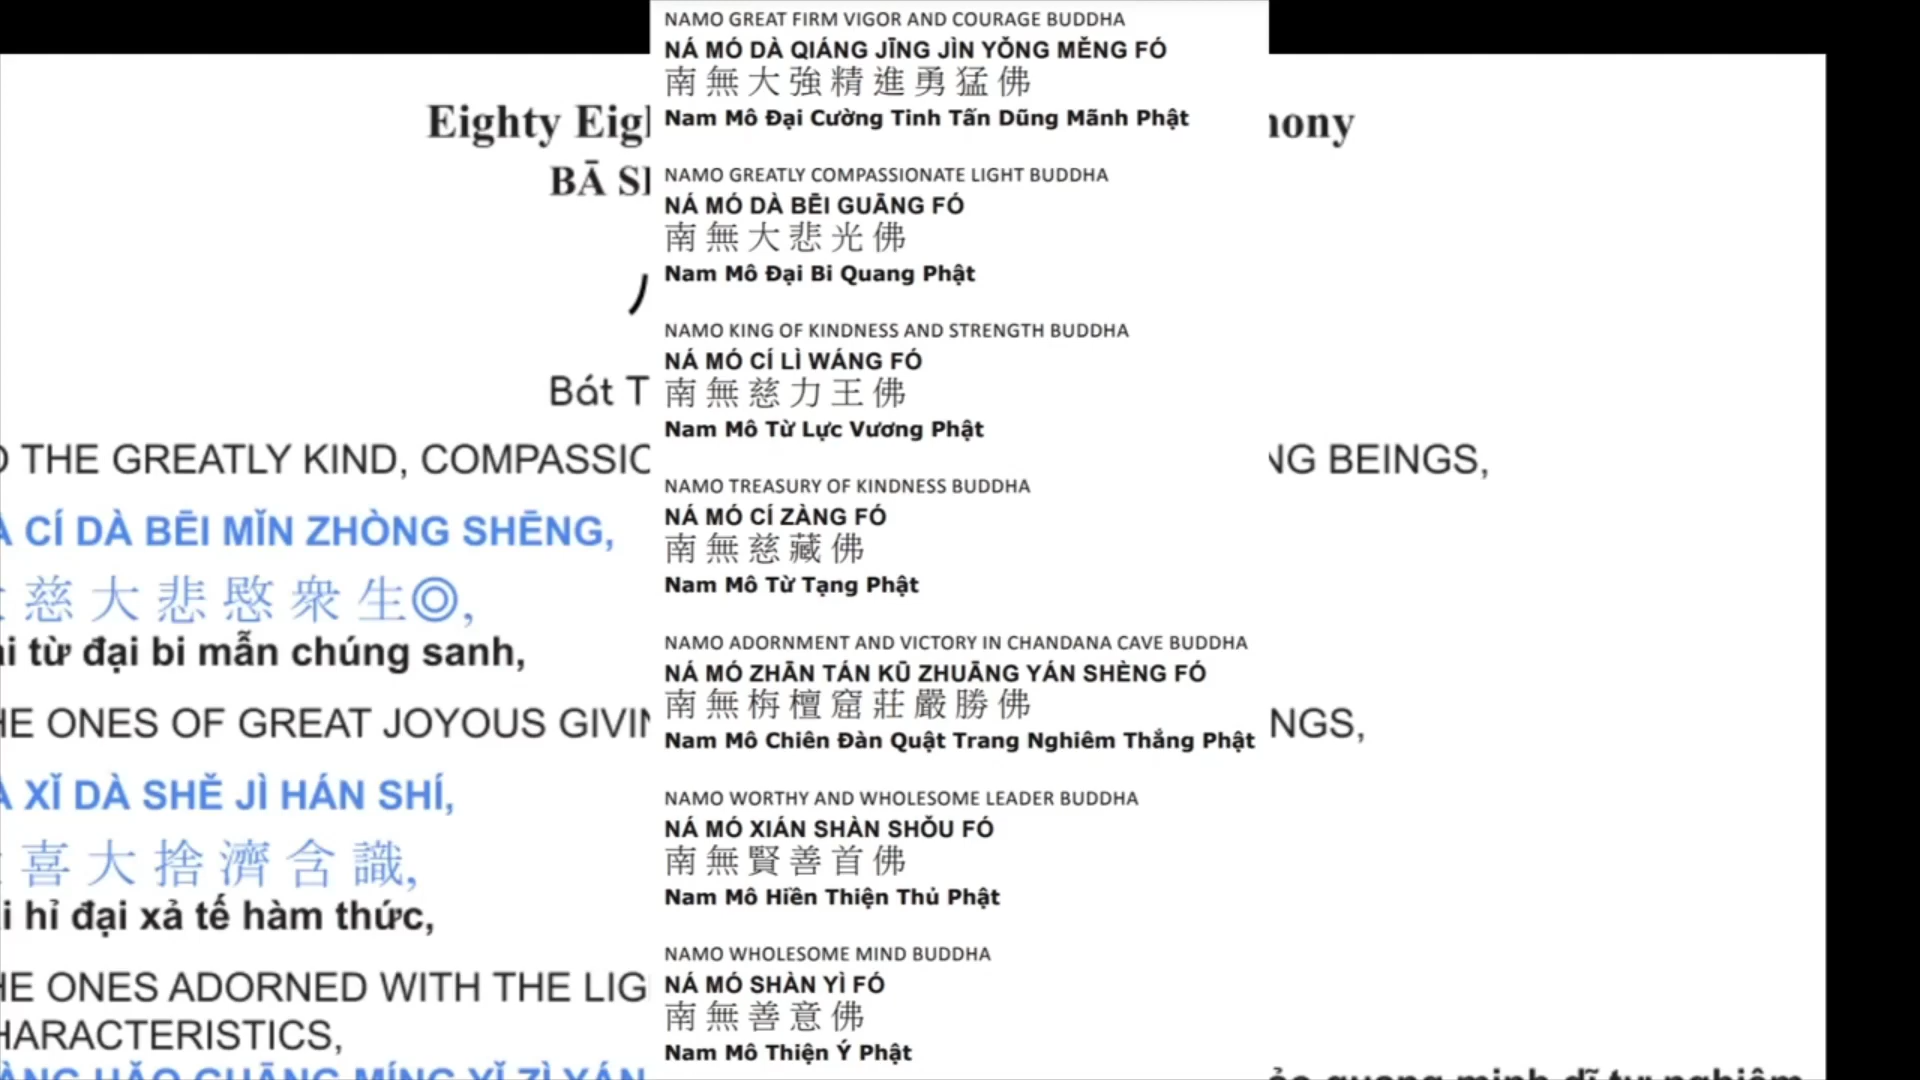 NAMO GREAT FIRM VIGOR AND COURAGE BUDDHA
NÁ MÓ DÀ QIÁNG JĪNG JÌN YǑNG MĚNG FÓ
南無大強精進勇猛佛
Nam Mô Đại Cường Tinh Tấn Dũng Mãnh Phật
NAMO GREATLY COMPASSIONATE LIGHT BUDDHA
NÁ MÓ DÀ BĒI GUĀNG FÓ
南無大悲光佛
Nam Mô Đại Bi Quang Phật
NAMO KING OF KINDNESS AND STRENGTH BUDDHA
NÁ MÓ CÍ LÌ WÁNG FÓ
南無慈力王佛
Nam Mô Từ Lực Vương Phật
NAMO TREASURY OF KINDNESS BUDDHA
NÁ MÓ CÍ ZÀNG FÓ
南無慈藏佛
Nam Mô Từ Tạng Phật
NAMO ADORNMENT AND VICTORY IN CHANDANA CAVE BUDDHA
NÁ MÓ ZHĀN TÁN KŪ ZHUĀNG YÁN SHÈNG FÓ
南無栴檀窟莊嚴勝佛
Nam Mô Chiên Đàn Quật Trang Nghiêm Thắng Phật
NAMO WORTHY AND WHOLESOME LEADER BUDDHA
NÁ MÓ XIÁN SHÀN SHǑU FÓ
南無賢善首佛
Nam Mô Hiền Thiện Thủ Phật
NAMO WHOLESOME MIND BUDDHA
NÁ MÓ SHÀN YÌ FÓ
南無善意佛
Nam Mô Thiện Ý Phật
Eighty
BĀ
Bát
THE GREATLY KIND, BEINGS,
CÍ DÀ BĒI MǏN ZHÒNG SHĒNG,
慈大悲愍衆生◎,
từ đại bi mẫn chúng sanh,
ONES OF GREAT JOYOUS
XǏ DÀ SHĚ JÌ HÁN SHÍ,
喜大捨濟含識,
hỉ đại xả tế hàm thức,
ONES ADORNED WITH THE
HARACTERISTICS,
HǍO GUĀNG MÍNG YǏ ZÌ YÁN quang minh dĩ tự nghiêm